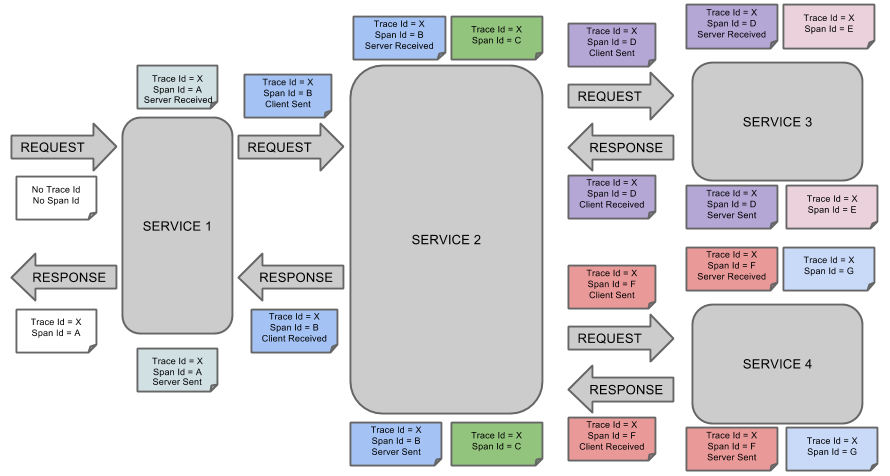 Trace Id = X
Span Id = B
Server Received
Trace Id = X
Span Id = C
Trace Id = X
Span Id = D
Client Sent
Trace Id = X
Span Id = D
Server Received
Trace Id = X
Span Id = E
Trace Id = X
Span Id = A
Server Received
Trace Id = X
Span Id = B
Client Sent
REQUEST
REQUEST
REQUEST
SERVICE 3
RESPONSE
No Trace Id
No Span Id
SERVICE 1
SERVICE 2
Trace Id = X
Span Id = D
Client Received
Trace Id = X
Span Id = D
Server Sent
Trace Id = X
Span Id = E
RESPONSE
RESPONSE
Trace Id = X
Span Id = F
Client Sent
Trace Id = X
Span Id = F
Server Received
Trace Id = X
Span Id = G
Trace Id = X
Span Id = A
Trace Id = X
Span Id = B
Client Received
REQUEST
SERVICE 4
RESPONSE
Trace Id = X
Span Id = A
Server Sent
Trace Id = X
Span Id = B
Server Sent
Trace Id = X
Span Id = C
Trace Id = X
Span Id = F
Client Received
Trace Id = X
Span Id = F
Server Sent
Trace Id = X
Span Id = G